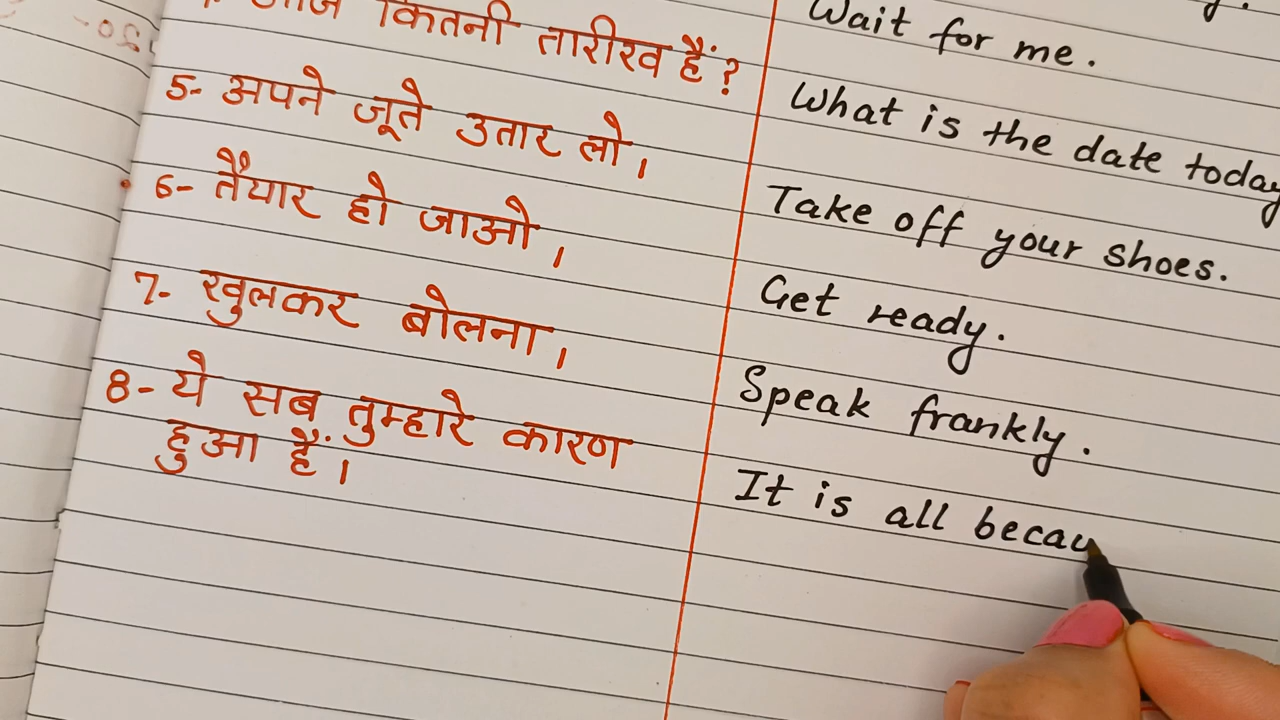 कितनी तारीख हैं ?
5- अपने जूते उतार लो ।
6- तैयार हो जाओ ।
7- खुलकर बोलना ।
8- ये सब तुम्हारे कारण
हुआ हैं ।
Wait for me.
What is the date today
Take off your shoes.
Get ready.
Speak frankly.
It is all becau